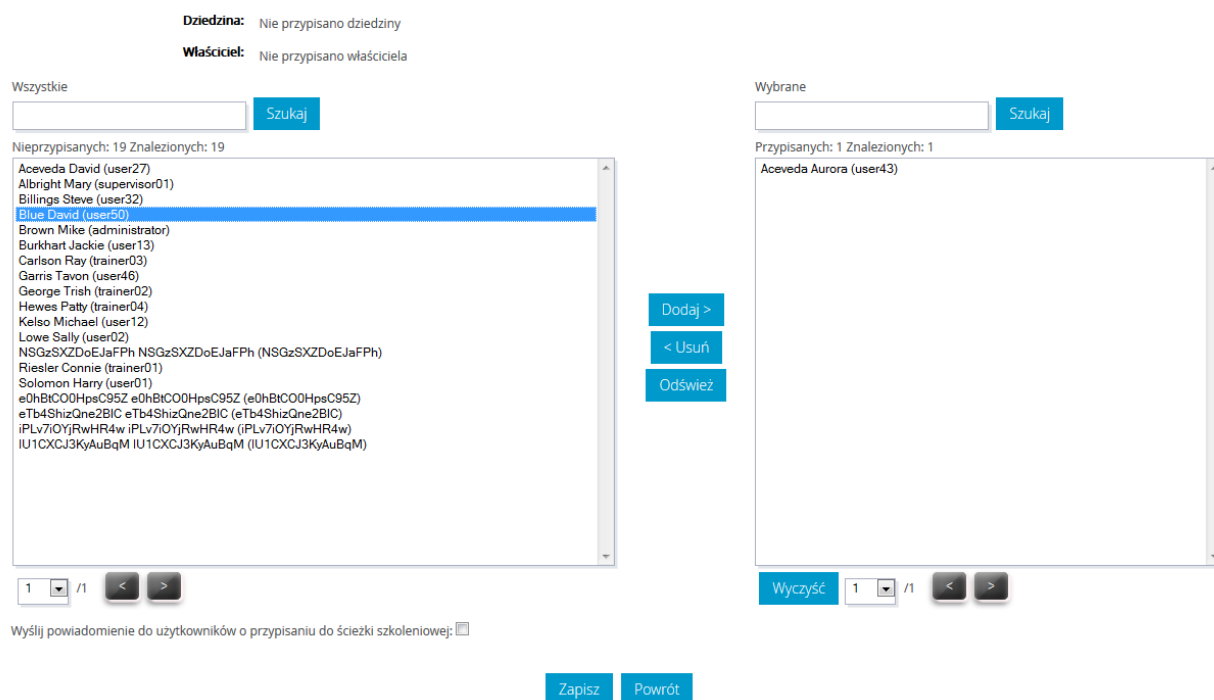 Dziedzina: Nie przypisano dziedziny
Właściciel: Nie przypisano właściciela
Wszystkie
Szukaj
Nieprzypisanych: 19 Znalezionych: 19
Aceveda David (user27)
Albright Mary (supervisor01)
Billings Steve (user32)
Blue David (user50)
Brown Mike (administrator)
Burkhart Jackie (user13)
Carlson Ray (trainer03)
Garris Tavon (user46)
George Trish (trainer02)
Hewes Patty (trainer04)
Kelso Michael (user12)
Lowe Sally (user02)
NSGzSXZDoEJaFPh NSGzSXZDoEJaFPh (NSGzSXZDoEJaFPh)
Riesler Connie (trainer01)
Solomon Harry (user01)
e0hBtCO0HpsC95Z e0hBtCO0HpsC95Z (e0hBtCO0HpsC95Z)
eTb4ShizQne2BIC eTb4ShizQne2BIC (eTb4ShizQne2BIC)
iPLv7iOYjRwHR4w iPLv7iOYjRwHR4w (iPLv7iOYjRwHR4w)
IU1CXCJ3KyAuBqM IU1CXCJ3KyAuBqM (IU1CXCJ3KyAuBqM)
1 /1 < >
Dodaj >
< Usuń
Odśwież
Wybrane
Szukaj
Przypisanych: 1 Znalezionych: 1
Aceveda Aurora (user43)
Wyczyść 1 /1 < >
Wyślij powiadomienie do użytkowników o przypisaniu do ścieżki szkoleniowej:
Zapisz Powrót